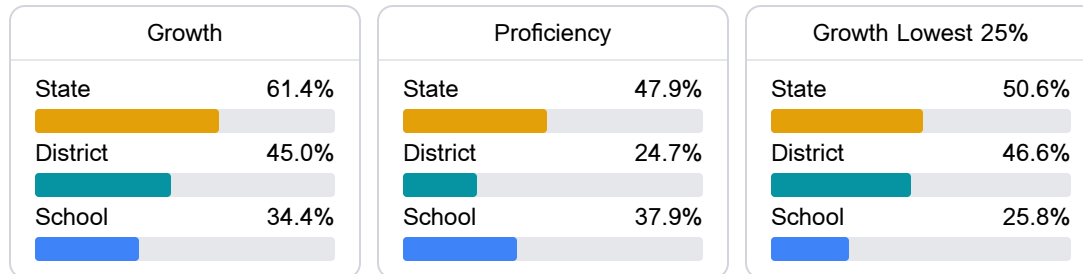 Growth
State 61.4%
District 45.0%
School 34.4%
Proficiency
State 47.9%
District 24.7%
School 37.9%
Growth Lowest 25%
State 50.6%
District 46.6%
School 25.8%